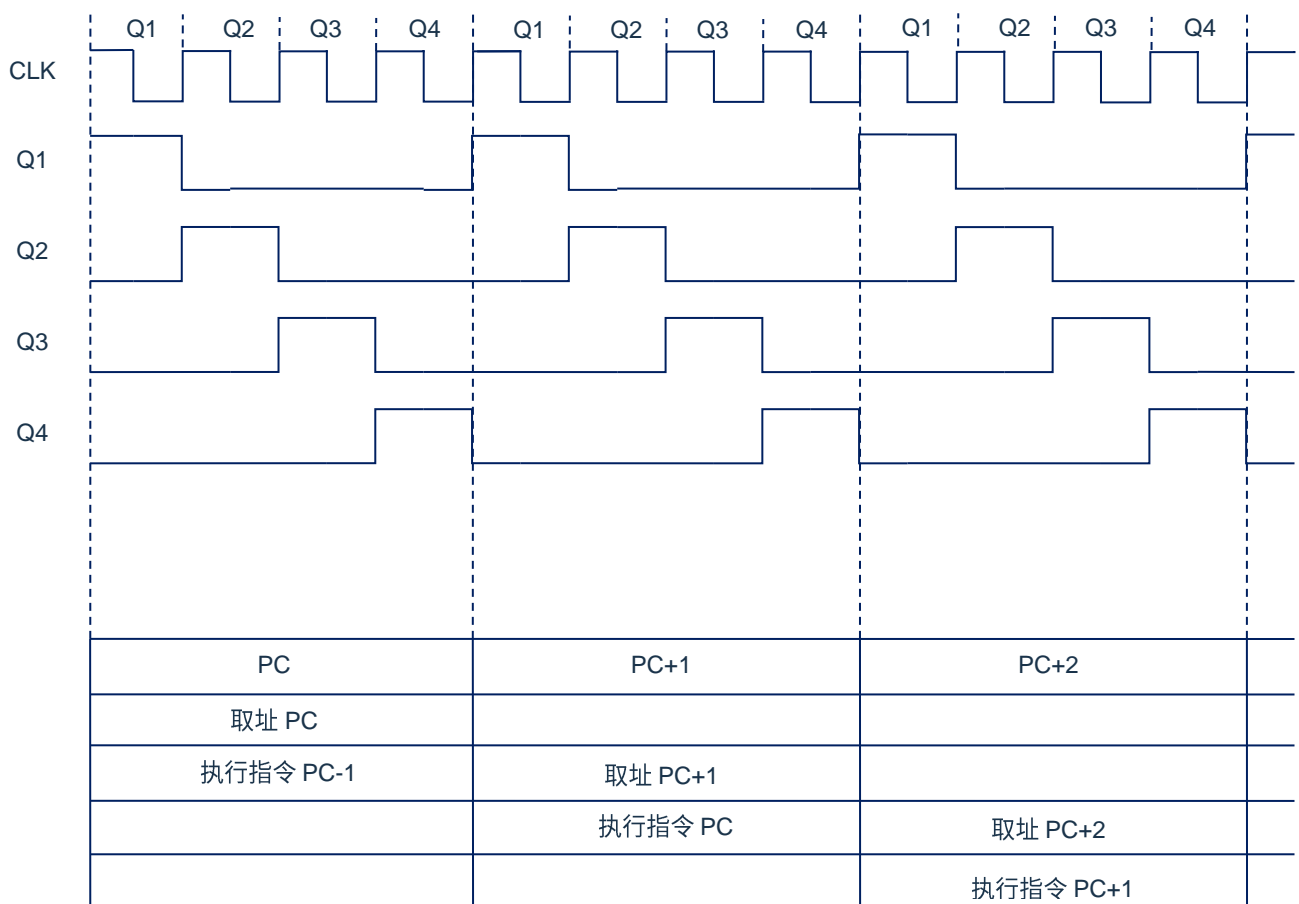 Q1 Q2 Q3 Q4 Q1 Q2 Q3 Q4 Q1 Q2 Q3 Q4
CLK
Q1
Q2
Q3
Q4
PC PC+1 PC+2
取址 PC
执行指令 PC-1 取址 PC+1
执行指令 PC 取址 PC+2
执行指令 PC+1